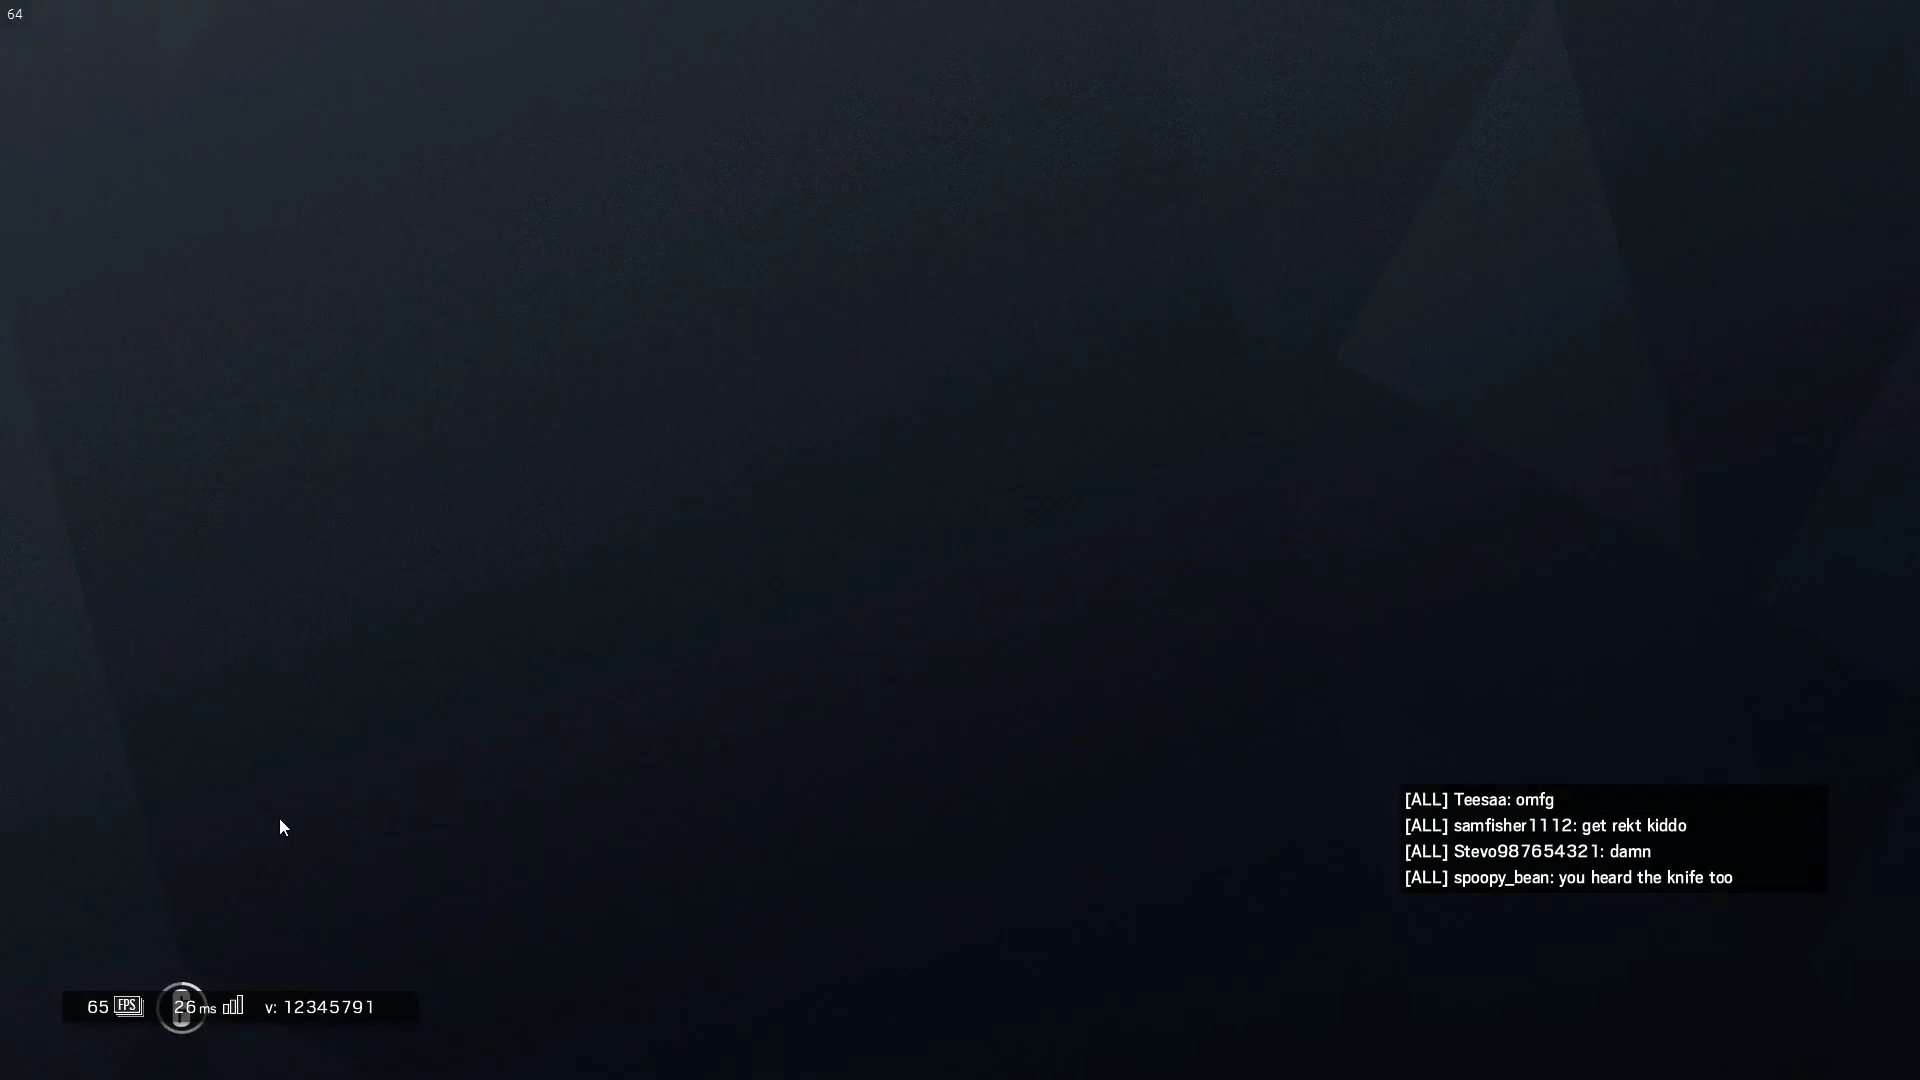 64
[ALL] Teesaa: omfg
[ALL] samfisher1112: get rekt kiddo
[ALL] Stevo987654321: damn
[ALL] spoopy_bean: you heard the knife too
65 FPS 26 ms v: 12345791